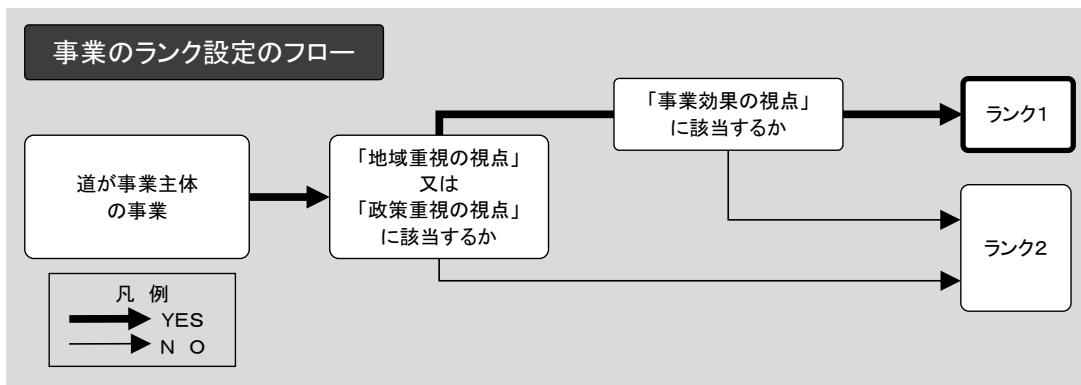 事業のランク設定のフロー
「事業効果の視点」
に該当するか
ランク1
道が事業主体
の事業
「地域重視の視点」
又は
「政策重視の視点」
に該当するか
ランク2
凡 例
YES
N O